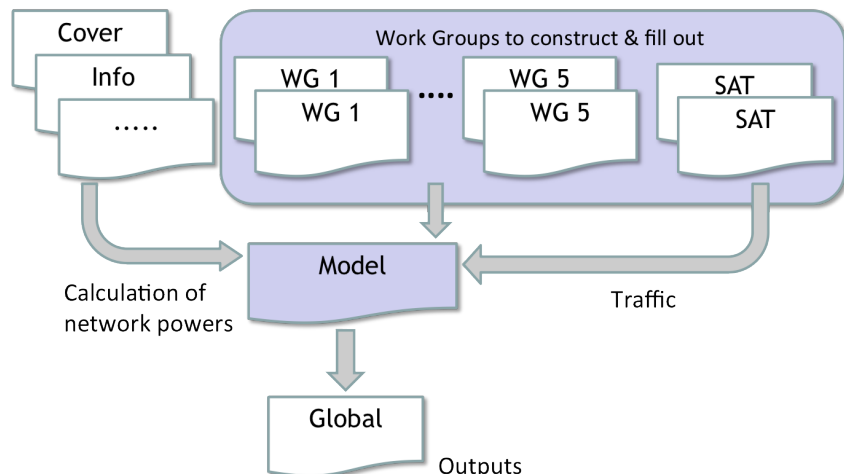 Cover
Info
.....
Work Groups to construct & fill out
WG 1
WG 1
....
WG 5
WG 5
SAT
SAT
Model
Calculation of
network powers
Traffic
Global
Outputs